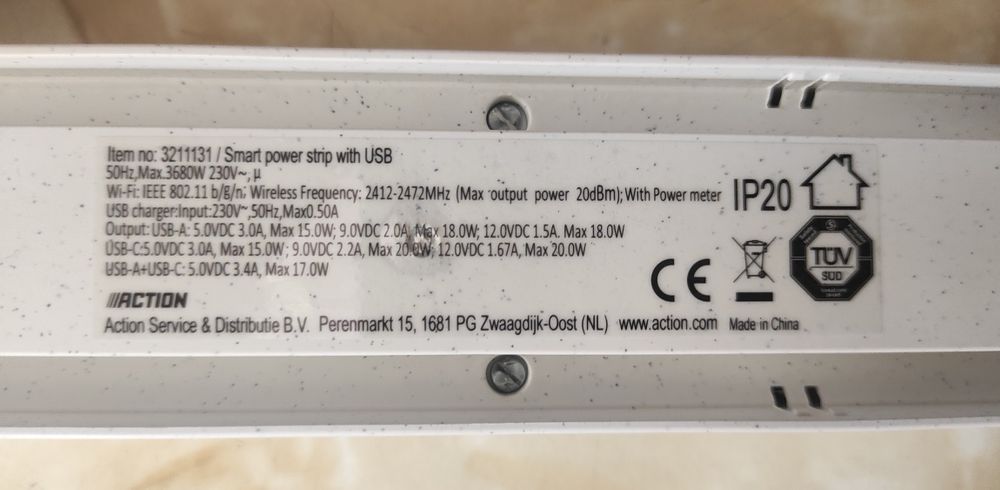 Item no: 3211131 / Smart power strip with USB
50Hz,Max.3680W 230V~, µ
Wi-Fi: IEEE 802.11 b/g/n; Wireless Frequency: 2412-2472MHz (Max output power 20dBm); With Power meter
USB charger:Input:230V~,50Hz,Max0.50A
Output: USB-A: 5.0VDC 3.0A, Max 15.0W; 9.0VDC 2.0A, Max 18.0W; 12.0VDC 1.5A. Max 18.0W
USB-C:5.0VDC 3.0A, Max 15.0W; 9.0VDC 2.2A, Max 20.0W; 12.0VDC 1.67A, Max 20.0W
USB-A+USB-C: 5.0VDC 3.4A, Max 17.0W
IP20
CE
TÜV
SÜD
///ACTION
Action Service & Distributie B.V. Perenmarkt 15, 1681 PG Zwaagdijk-Oost (NL) www.action.com Made in China